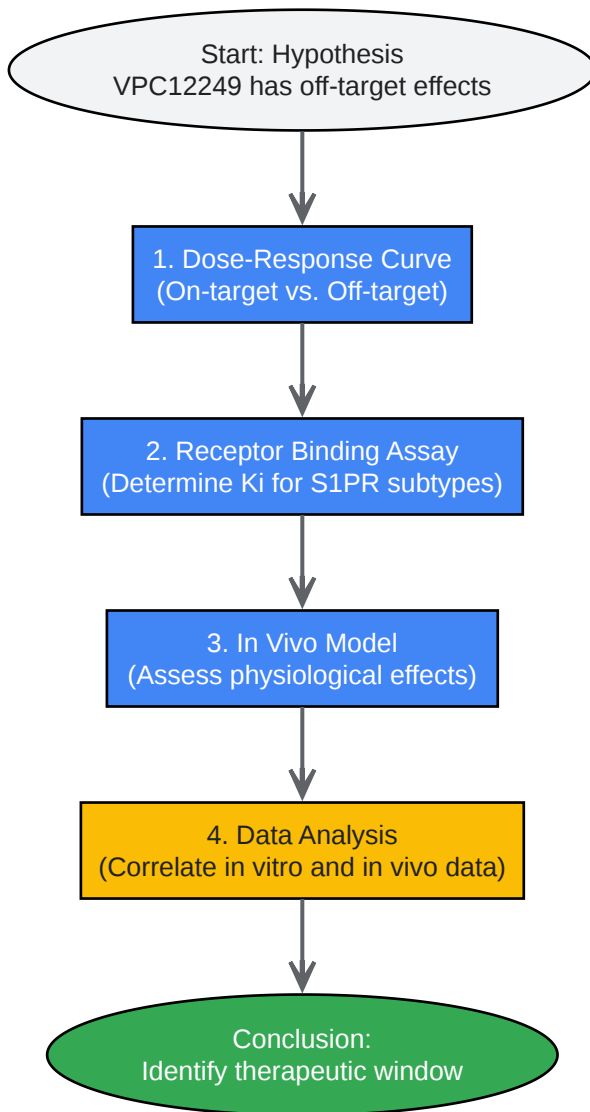 Start: Hypothesis
VPC12249 has off-target effects
1. Dose-Response Curve
(On-target vs. Off-target)
2. Receptor Binding Assay
(Determine Ki for S1PR subtypes)
3. In Vivo Model
(Assess physiological effects)
4. Data Analysis
(Correlate in vitro and in vivo data)
Conclusion:
Identify therapeutic window